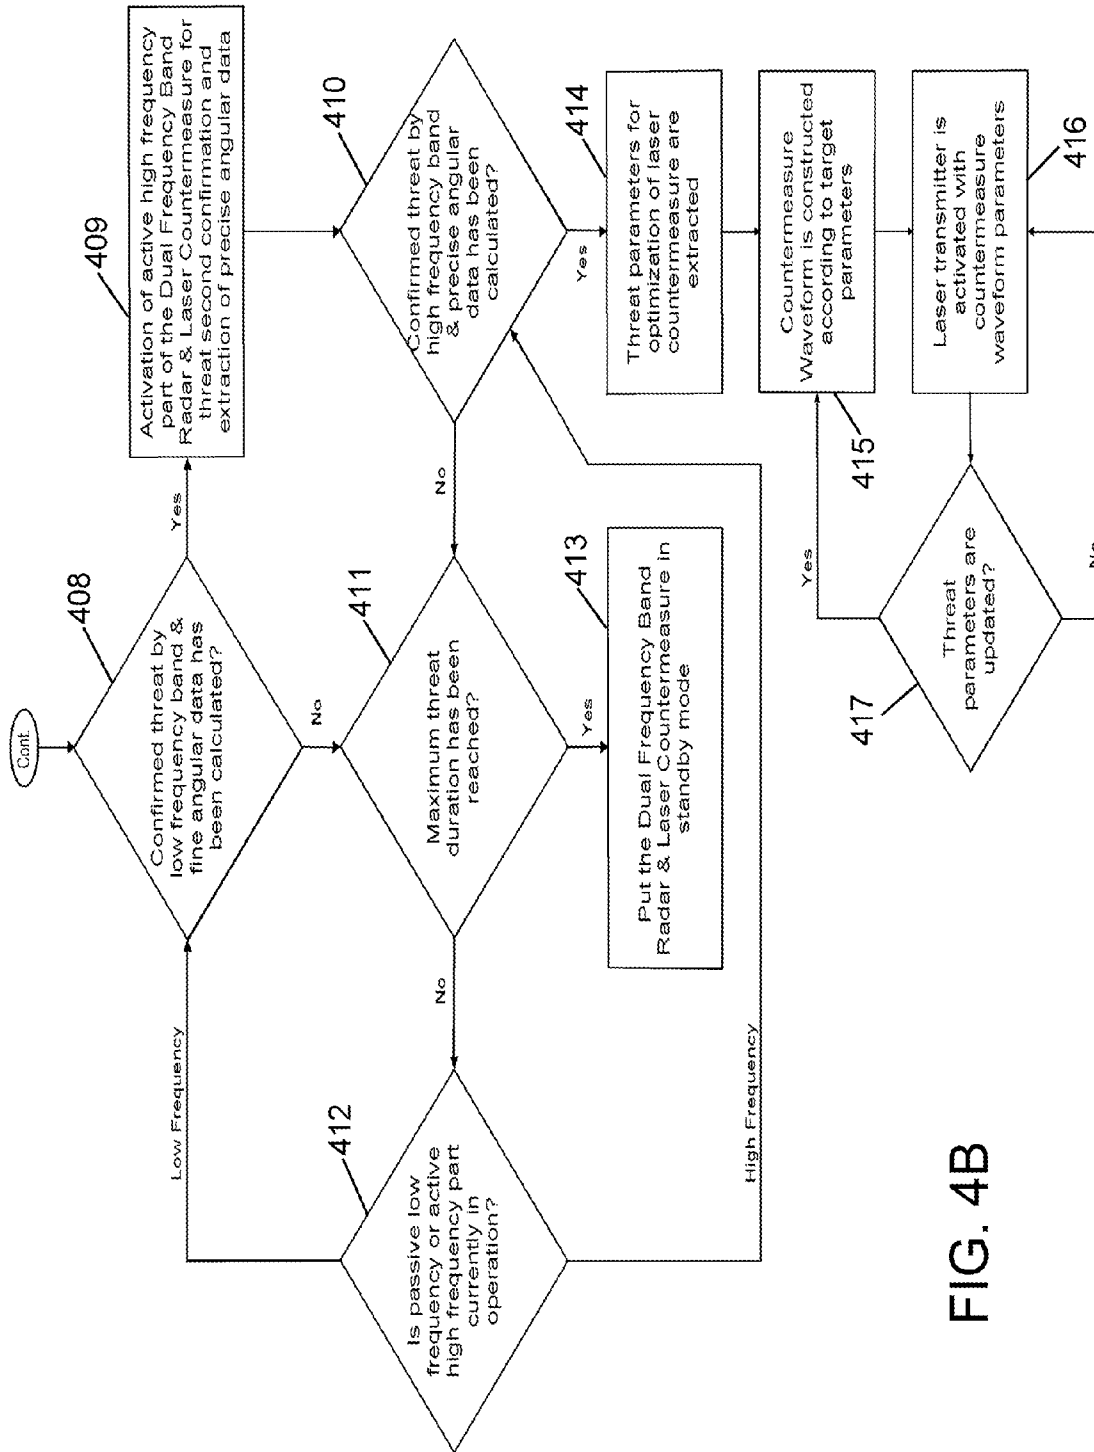 Cont.
408
Confirmed threat by
low frequency band &
fine angular data has
been calculated?
Yes
No
409
Activation of active high frequency
part of the Dual Frequency Band
Radar & Laser Countermeasure for
threat second confirmation and
extraction of precise angular data
410
Confirmed threat by
high frequency band
& precise angular
data has been
calculated?
No
Yes
411
Maximum threat
duration has been
reached?
No
Yes
412
Is passive low
frequency or active
high frequency part
currently in
operation?
Low Frequency
High Frequency
413
Put the Dual Frequency Band
Radar & Laser Countermeasure in
standby mode
414
Threat parameters for
optimization of laser
countermeasure are
extracted
415
Countermeasure
Waveform is constructed
according to target
parameters
416
Laser transmitter is
activated with
countermeasure
waveform parameters
417
Threat
parameters are
updated?
Yes
No
FIG. 4B